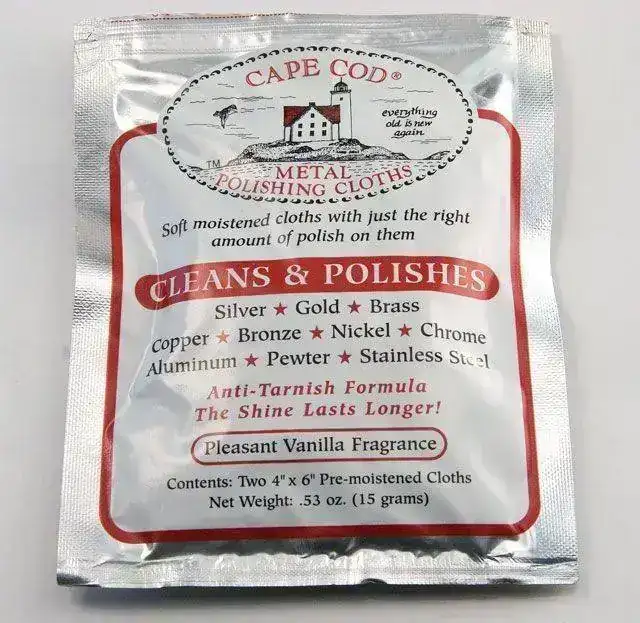 CAPE COD®
everything
old is new
again
TM
METAL
POLISHING CLOTHS
Soft moistened cloths with just the right
amount of polish on them
CLEANS & POLISHES
Silver ★ Gold ★ Brass
Copper ★ Bronze ★ Nickel ★ Chrome
Aluminum ★ Pewter ★ Stainless Steel
Anti-Tarnish Formula
The Shine Lasts Longer!
Pleasant Vanilla Fragrance
Contents: Two 4" x 6" Pre-moistened Cloths
Net Weight: .53 oz. (15 grams)